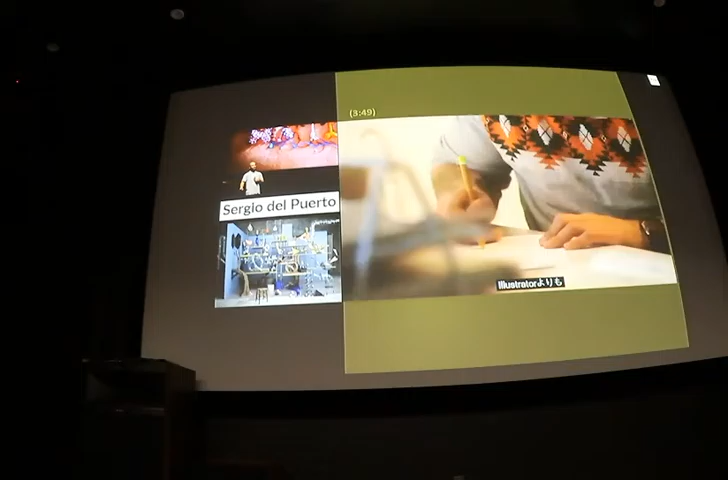 (3:49)
Sergio del Puerto
Illustratorよりも